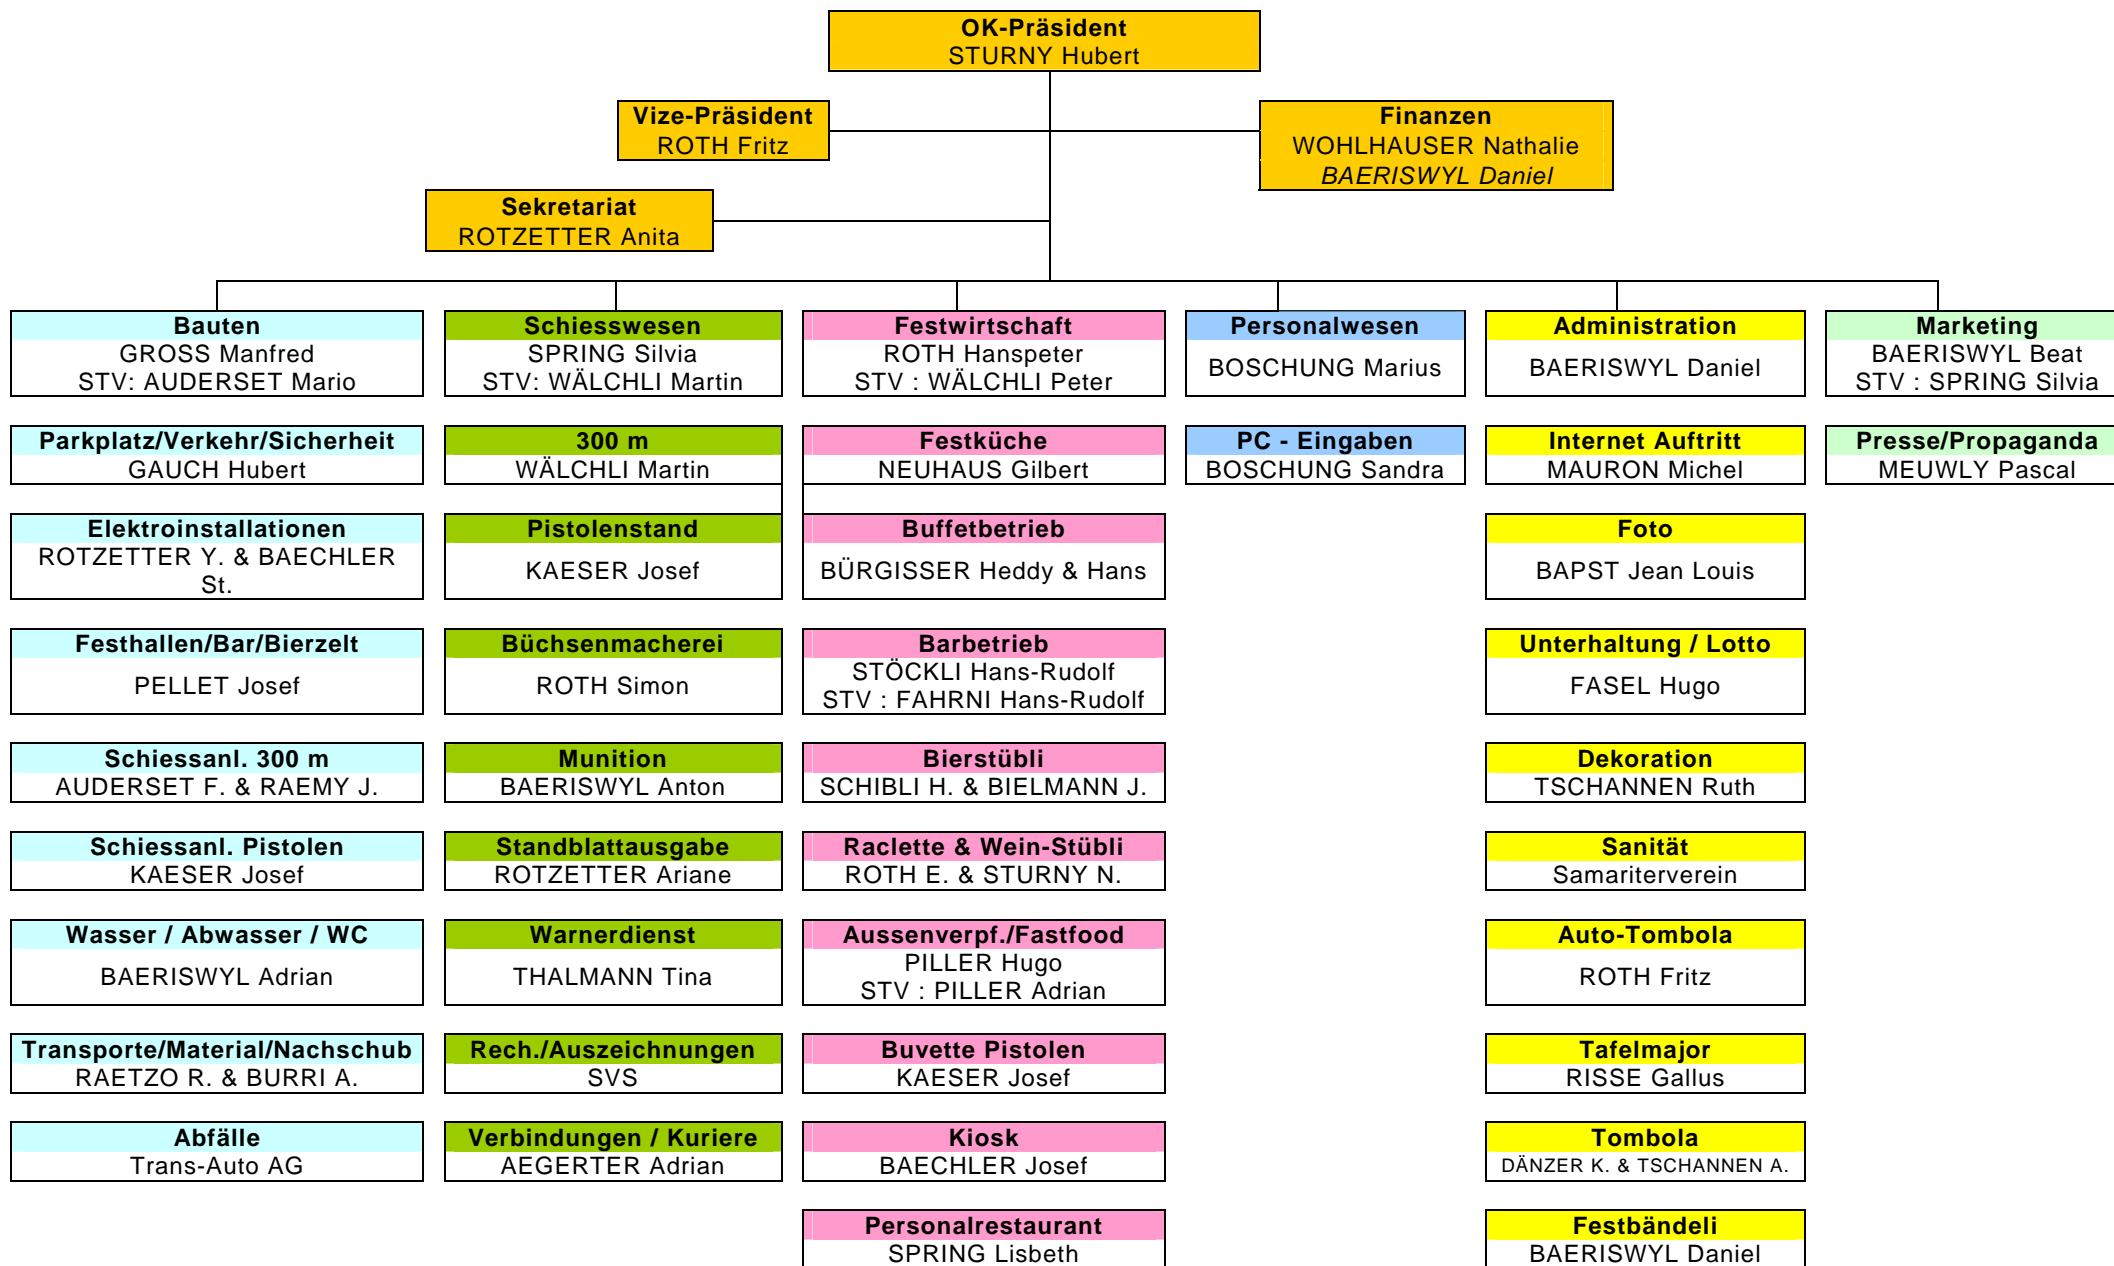 OK-Präsident
STURNY Hubert
Vize-Präsident
ROTH Fritz
Finanzen
WOHLHAUSER Nathalie
BAERISWYL Daniel
Sekretariat
ROTZETTER Anita
Bauten
GROSS Manfred
STV: AUDERSET Mario
Parkplatz/Verkehr/Sicherheit
GAUCH Hubert
Elektroinstallationen
ROTZETTER Y. & BAECHLER
St.
Festhallen/Bar/Bierzelt
PELLET Josef
Schiessanl. 300 m
AUDERSET F. & RAEMY J.
Schiessanl. Pistolen
KAESER Josef
Wasser / Abwasser / WC
BAERISWYL Adrian
Transporte/Material/Nachschub
RAETZO R. & BURRI A.
Abfälle
Trans-Auto AG
Schiesswesen
SPRING Silvia
STV: WÄLCHLI Martin
300 m
WÄLCHLI Martin
Pistolenstand
KAESER Josef
Büchsenmacherei
ROTH Simon
Munition
BAERISWYL Anton
Standblattausgabe
ROTZETTER Ariane
Warnerdienst
THALMANN Tina
Rech./Auszeichnungen
SVS
Verbindungen / Kuriere
AEGERTER Adrian
Festwirtschaft
ROTH Hanspeter
STV : WÄLCHLI Peter
Festküche
NEUHAUS Gilbert
Buffetbetrieb
BÜRGISSER Heddy & Hans
Barbetrieb
STÖCKLI Hans-Rudolf
STV : FAHRNI Hans-Rudolf
Bierstübli
SCHIBLI H. & BIELMANN J.
Raclette & Wein-Stübli
ROTH E. & STURNY N.
Aussenverpf./Fastfood
PILLER Hugo
STV : PILLER Adrian
Buvette Pistolen
KAESER Josef
Kiosk
BAECHLER Josef
Personalrestaurant
SPRING Lisbeth
Personalwesen
BOSCHUNG Marius
PC - Eingaben
BOSCHUNG Sandra
Administration
BAERISWYL Daniel
Internet Auftritt
MAURON Michel
Foto
BAPST Jean Louis
Unterhaltung / Lotto
FASEL Hugo
Dekoration
TSCHANNEN Ruth
Sanität
Samariterverein
Auto-Tombola
ROTH Fritz
Tafelmajor
RISSE Gallus
Tombola
DÄNZER K. & TSCHANNEN A.
Festbändeli
BAERISWYL Daniel
Marketing
BAERISWYL Beat
STV : SPRING Silvia
Presse/Propaganda
MEUWLY Pascal